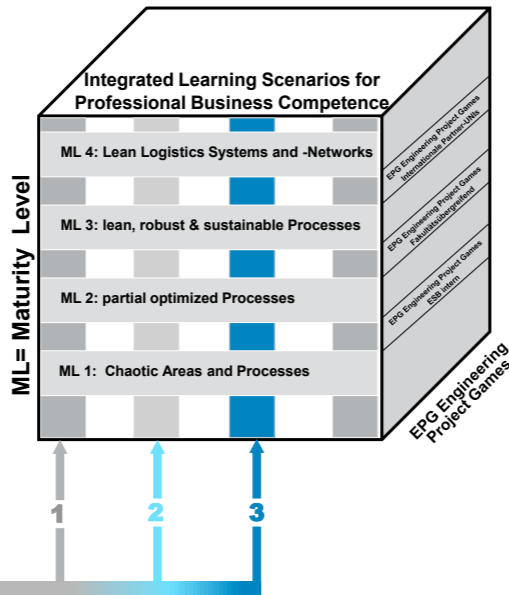 Integrated Learning Scenarios for
Professional Business Competence
ML= Maturity Level
ML 4: Lean Logistics Systems and -Networks
ML 3: lean, robust & sustainable Processes
ML 2: partial optimized Processes
ML 1: Chaotic Areas and Processes
EPG Engineering Project Games
Internationale Partner-UNIs
EPG Engineering Project Games
Fakultätsübergreifend
EPG Engineering Project Games
ESB intern
EPG Engineering
Project Games
1
2
3